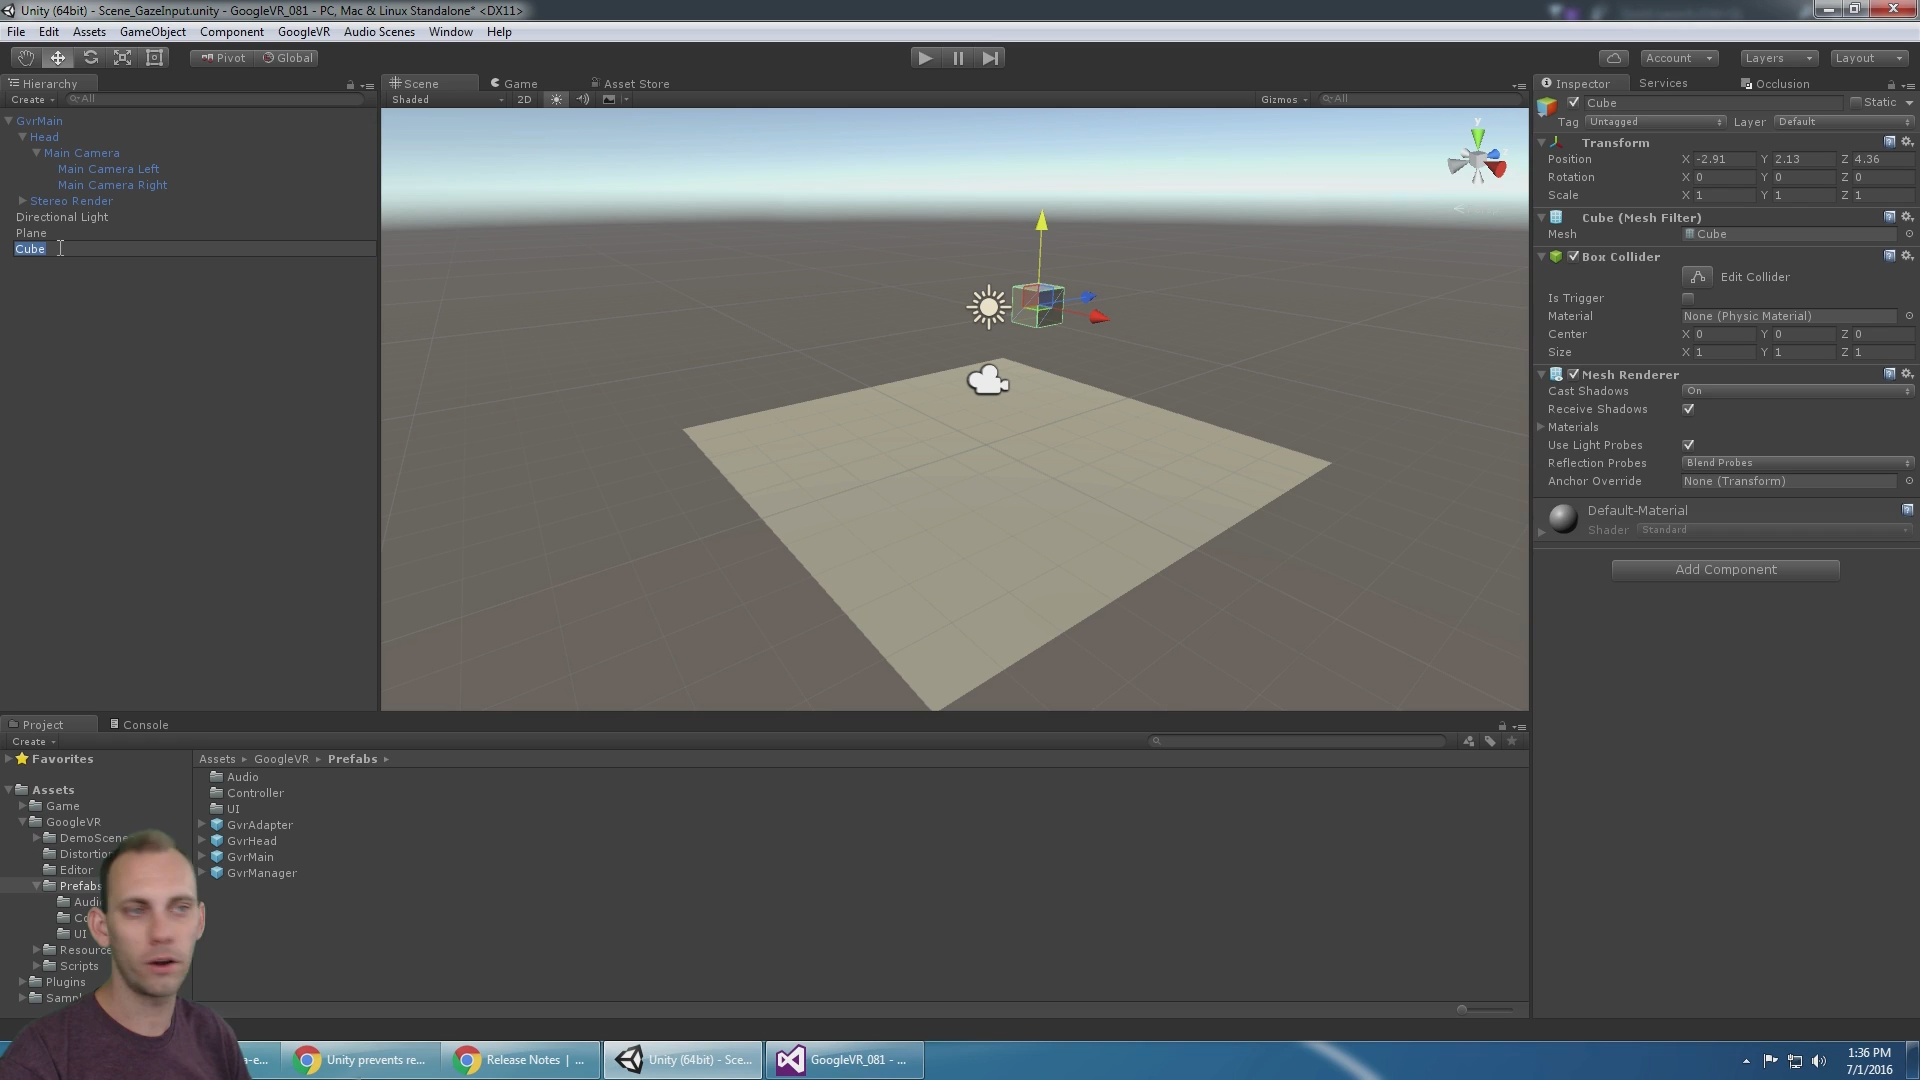 Unity (64bit) - Scene_GazeInput.unity - GoogleVR_081 - PC, Mac & Linux Standalone* <DX11>
File Edit Assets GameObject Component GoogleVR Audio Scenes Window Help
Pivot Global Account Layers Layout
Hierarchy
Create All
GvrMain
Head
Main Camera
Main Camera Left
Main Camera Right
Stereo Render
Directional Light
Plane
Cube
Scene Game Asset Store
Shaded 2D Gizmos All
y
Inspector Services Occlusion
Cube Static
Tag Untagged Layer Default
Transform
Position X -2.91 Y 2.13 Z 4.36
Rotation X 0 Y 0 Z 0
Scale X 1 Y 1 Z 1
Cube (Mesh Filter)
Mesh Cube
Box Collider
Edit Collider
Is Trigger
Material None (Physic Material)
Center X 0 Y 0 Z 0
Size X 1 Y 1 Z 1
Mesh Renderer
Cast Shadows On
Receive Shadows
Materials
Use Light Probes
Reflection Probes Blend Probes
Anchor Override None (Transform)
Default-Material
Shader Standard
Add Component
Project Console
Create
Favorites
Assets
Game
GoogleVR
DemoScene
Distortio
Editor
Prefabs
Audi
Co
UI
Resource
Scripts
Plugins
Sampl
Assets GoogleVR Prefabs
Audio
Controller
UI
GvrAdapter
GvrHead
GvrMain
GvrManager
a-e... Unity prevents re... Release Notes | ... Unity (64bit) - Sce... GoogleVR_081 - ...
1:36 PM
7/1/2016